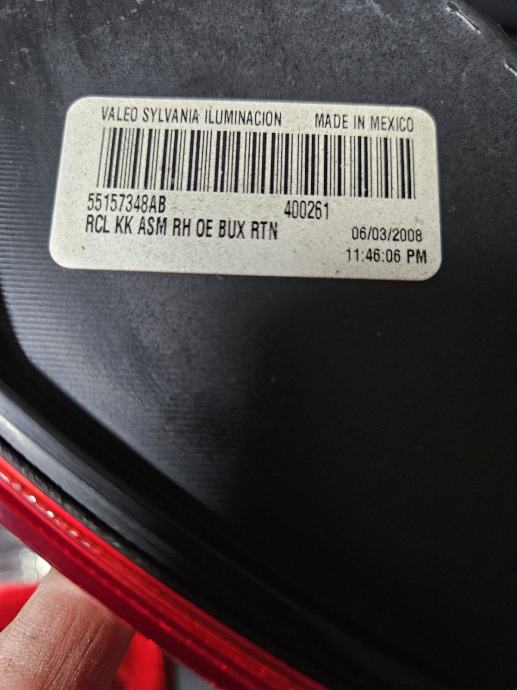 VALEO SYLVANIA ILUMINACION MADE IN MEXICO
55157348AB 400261
RCL KK ASM RH OE BUX RTN
06/03/2008
11:46:06 PM